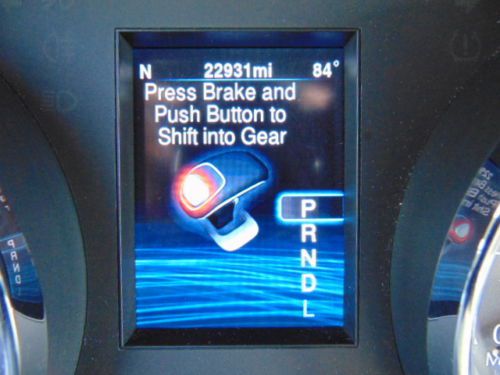 N 22931mi 84°
Press Brake and
Push Button to
Shift into Gear
P
R
N
D
L